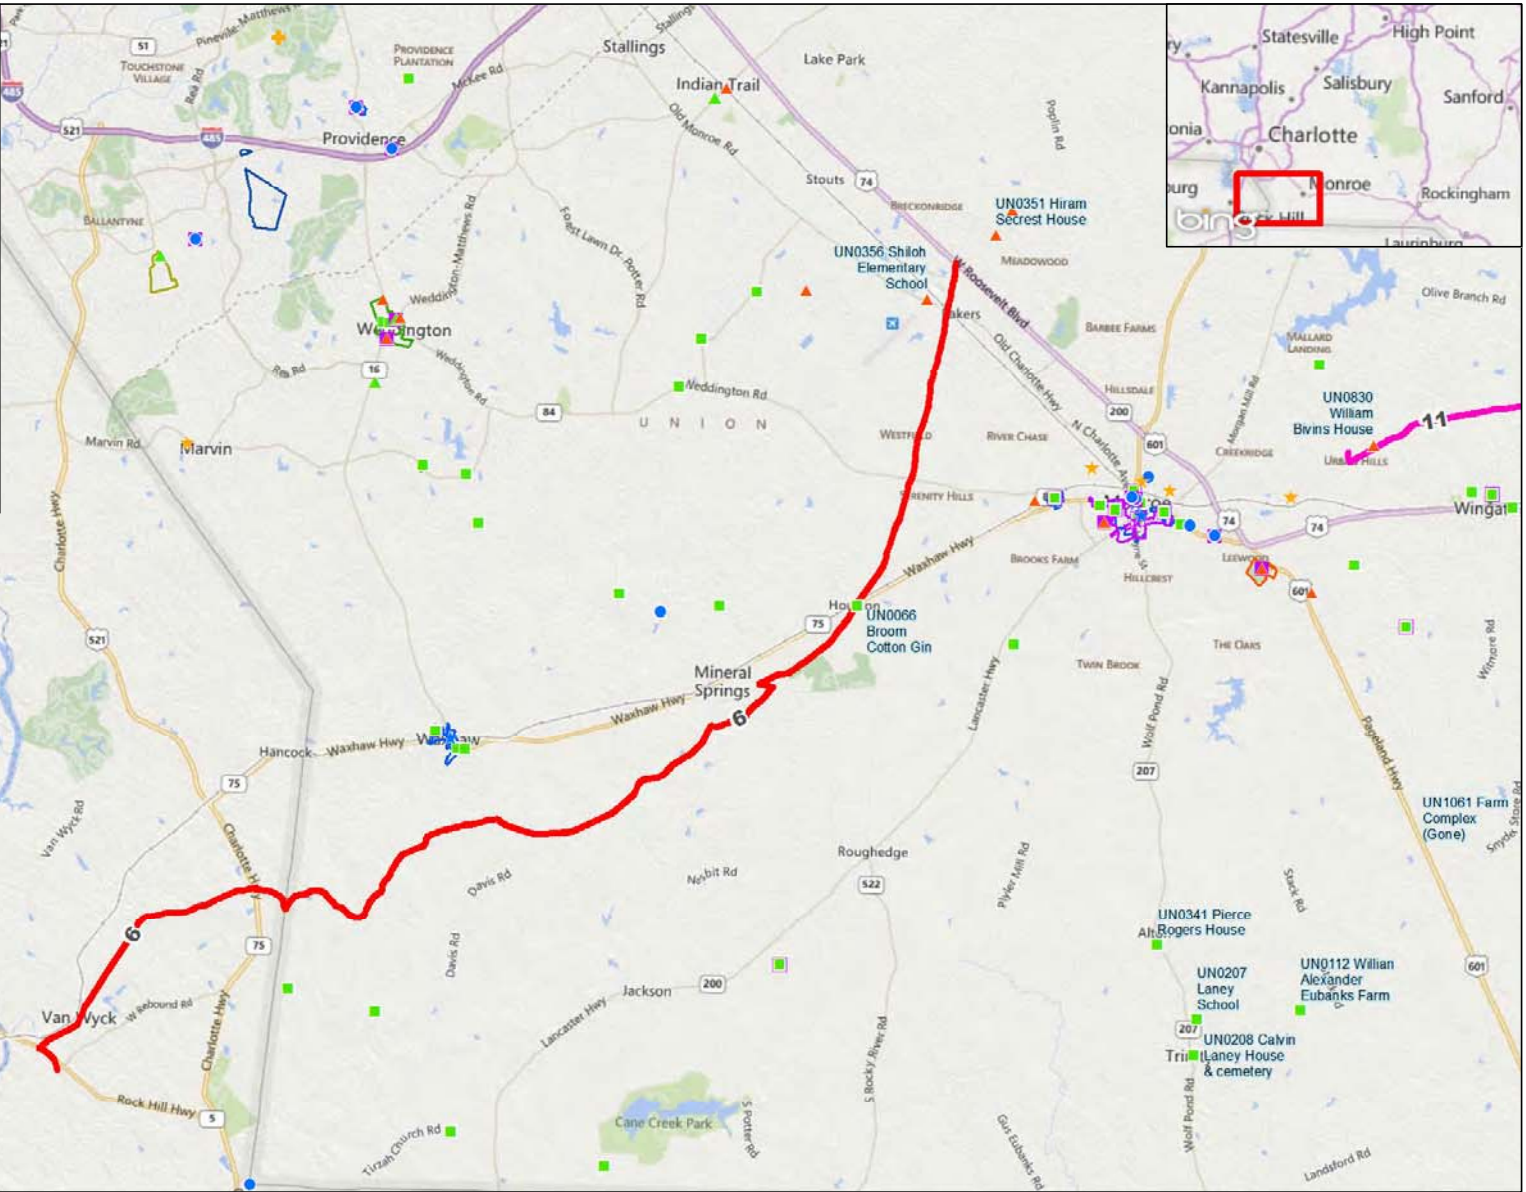 51
Pineville-Matthews
Rea Rd
TOUCHSTONE
VILLAGE
PROVIDENCE
PLANTATION
McKee Rd
Stallings
Stallings
Lake Park
Indian Trail
485
521
485
Providence
Old Monroe Rd
Poplin Rd
Stouts
74
BRECKONRIDGE
UN0351 Hiram
Secrest House
BALLANTYNE
Weddington-Matthews Rd
Forest Lawn Dr
Potter Rd
UN0356 Shiloh
Elementary
School
W Roosevelt Blvd
MEADOWOOD
Olive Branch Rd
Weddington
akers
BARBEE FARMS
MALLARD
LANDING
Rea Rd
16
Weddington Rd
Weddington Rd
84
UNION
Old Charlotte Hwy
HILLSDALE
200
Morgan Mill Rd
UN0830
William
Bivins House
11
Marvin Rd
Marvin
WESTFIELD
RIVER CHASE
N Charlotte Ave
601
CREEKRIDGE
URBAN HILLS
SERENITY HILLS
Charlotte Hwy
74
74
Waxhaw Hwy
BROOKS FARM
HILLCREST
LEEWOOD
601
Houston
UN0066
Broom
Cotton Gin
75
521
THE OAKS
TWIN BROOK
Witmore Rd
Mineral
Springs
Waxhaw Hwy
6
Lancaster Hwy
Wolf Pond Rd
Hancock
Waxhaw Hwy
Waxhaw
75
207
Pageland Hwy
Van Wyck Rd
Charlotte Hwy
UN1061 Farm
Complex
(Gone)
Snyder Store Rd
Roughedge
Davis Rd
Nesbit Rd
522
Plyler Mill Rd
Stack Rd
6
75
Davis Rd
UN0341 Pierce
Rogers House
601
UN0207
Laney
School
UN0112 Willian
Alexander
Eubanks Farm
Jackson
200
W Rebound Rd
Van Wyck
Lancaster Hwy
207
UN0208 Calvin
Laney House
& cemetery
Charlotte Hwy
S Rocky River Rd
Rock Hill Hwy
5
Cane Creek Park
S Potter Rd
Tirzah Church Rd
Gus Eubanks Rd
Wolf Pond Rd
Landsford Rd
Statesville
High Point
Kannapolis
Salisbury
Sanford
onia
Charlotte
urg
Monroe
Rockingham
bing
Laurinburg